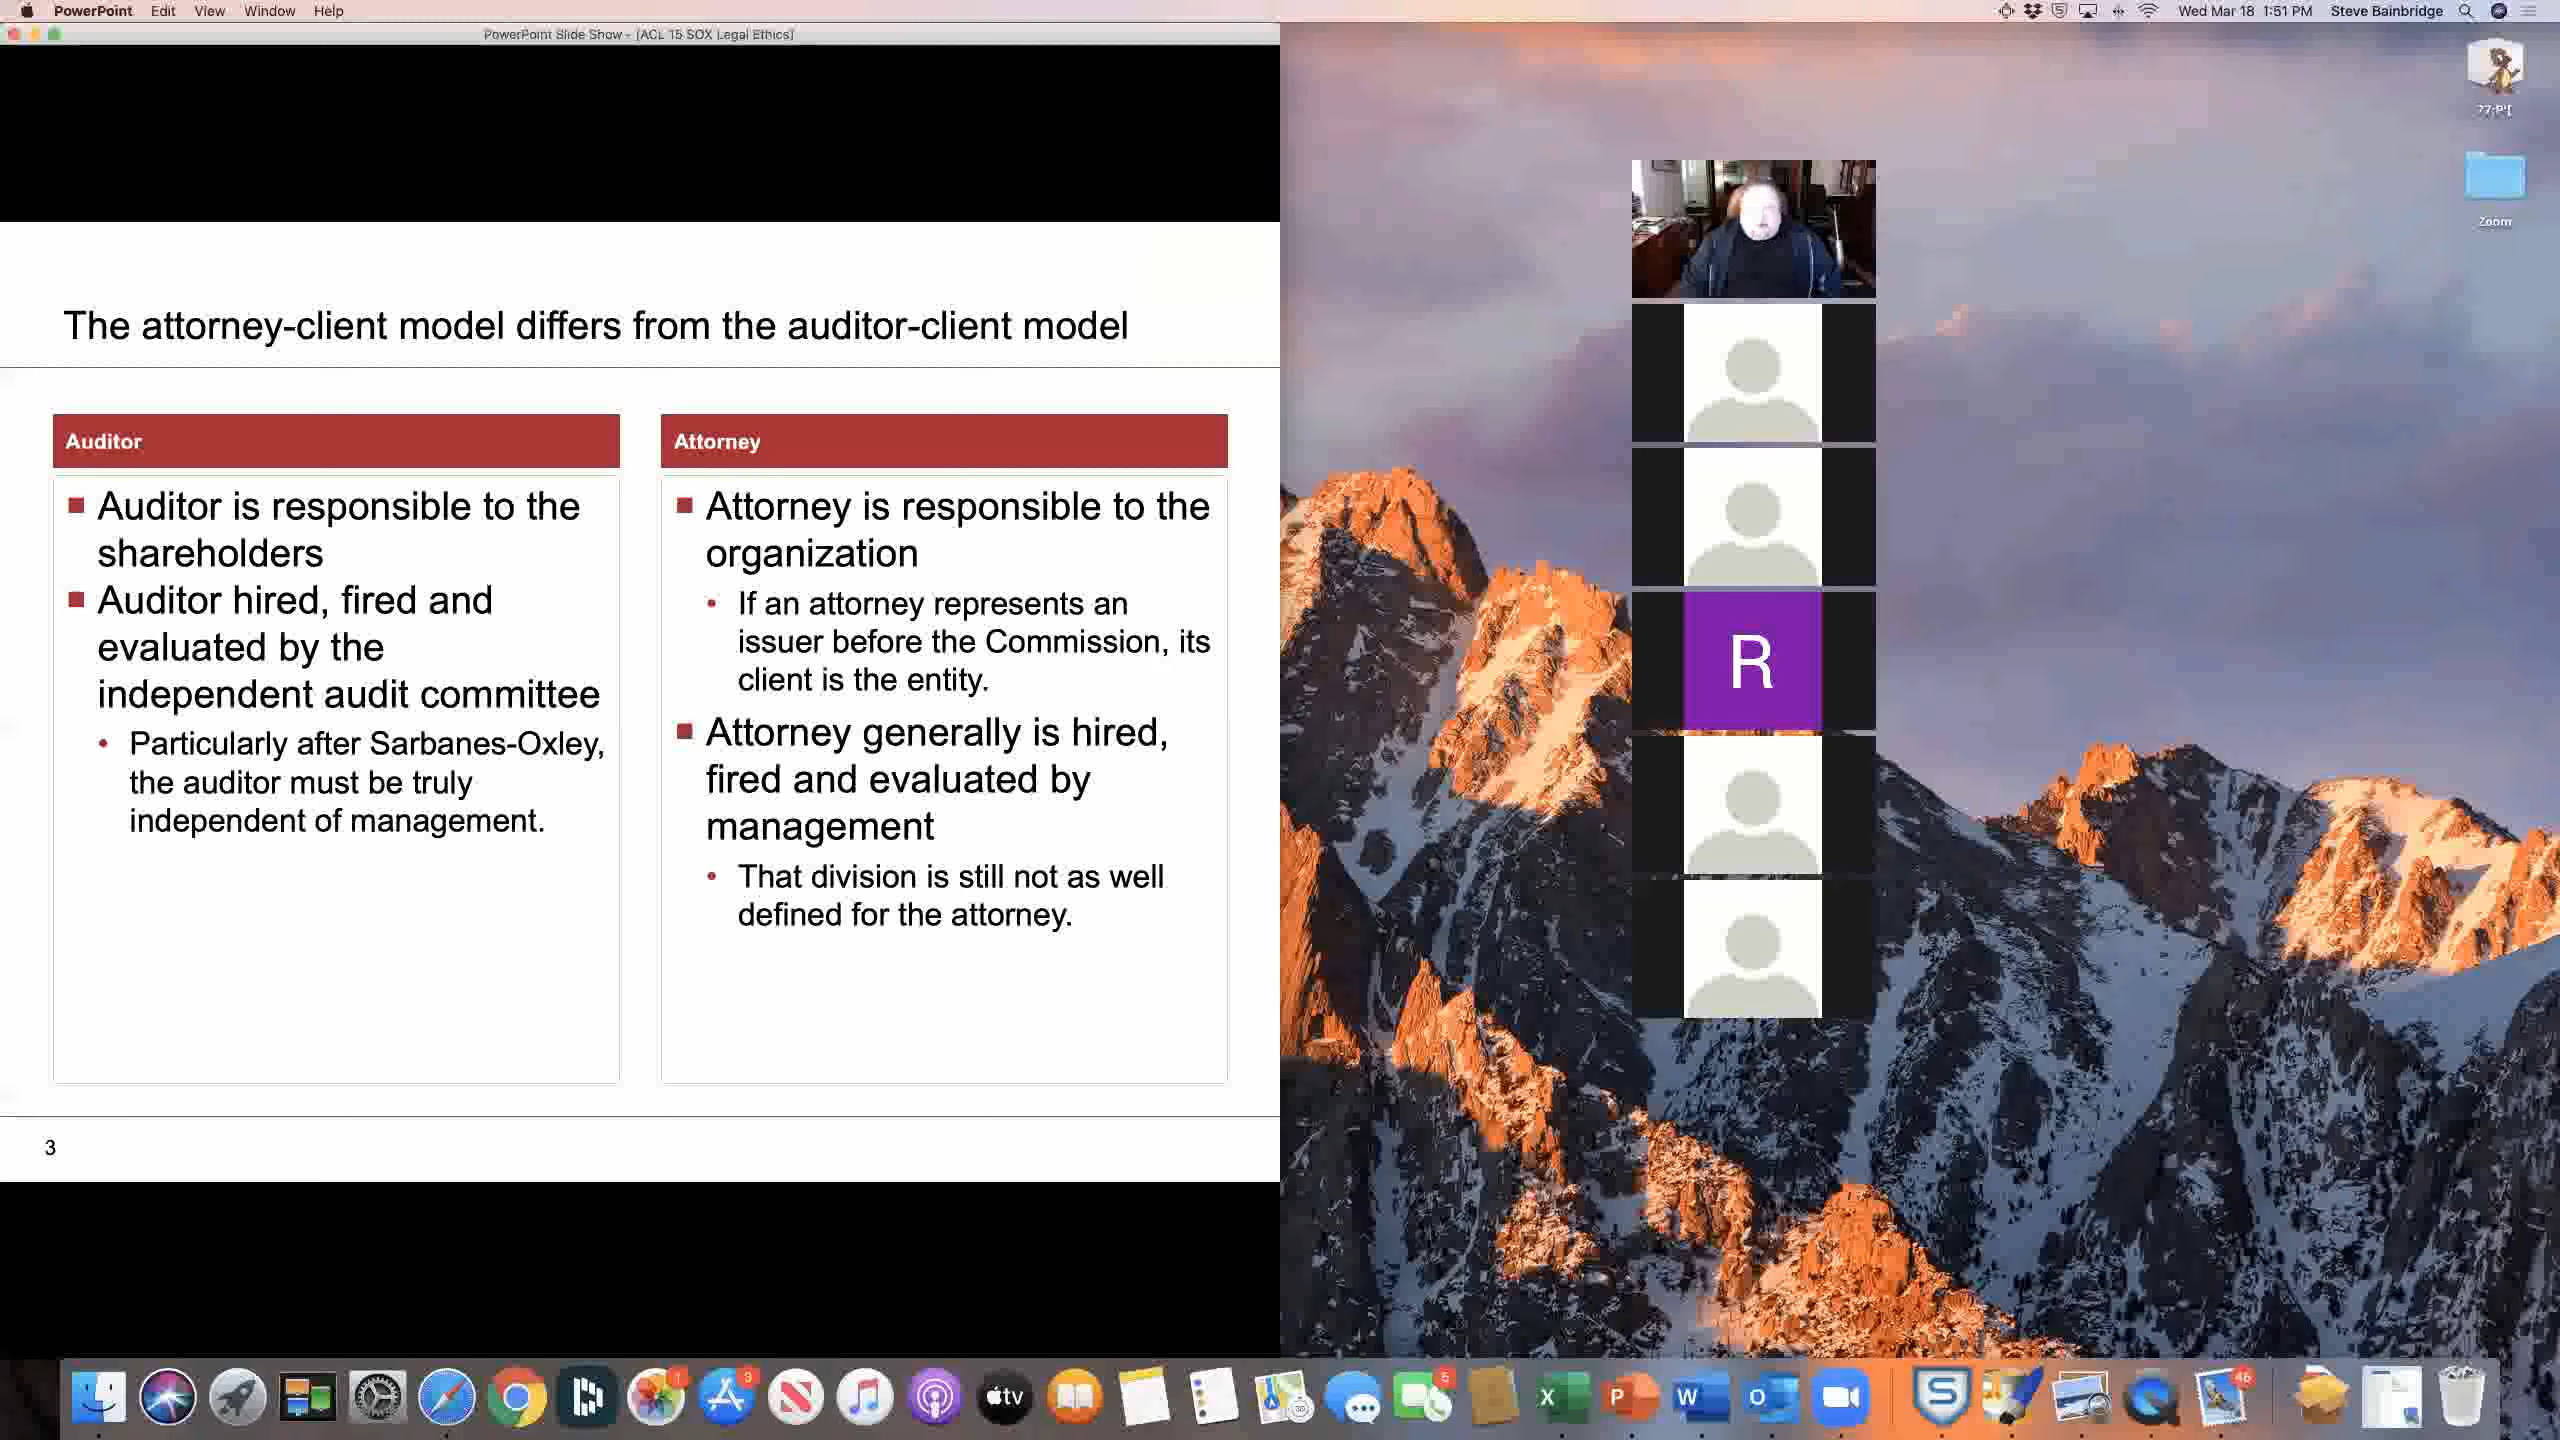 PowerPoint Edit View Window Help
Wed Mar 18 1:51 PM Steve Bainbridge
PowerPoint Slide Show - [ACL 15 SOX Legal Ethics]
Zoom
The attorney-client model differs from the auditor-client model
Auditor
Auditor is responsible to the
shareholders
Auditor hired, fired and
evaluated by the
independent audit committee
Particularly after Sarbanes-Oxley,
the auditor must be truly
independent of management.
Attorney
Attorney is responsible to the
organization
If an attorney represents an
issuer before the Commission, its
client is the entity.
Attorney generally is hired,
fired and evaluated by
management
That division is still not as well
defined for the attorney.
3
R
1
9
tv
5
X
P
W
O
S
46